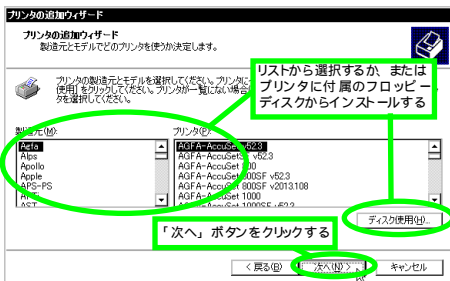 プリンタの追加ウィザード
プリンタの追加ウィザード
製造元とモデルでどのプリンタを使うか決定します。
プリンタの製造元とモデルを選択してください。プリンタに
使用] をクリックしてください。プリンタが一覧にない場合
タを選択してください。
リストから選択するか、または
プリンタに付属のフロッピー
ディスクからインストールする
製造元(M):
プリンタ(P):
Agfa
Alps
Apollo
Apple
APS-PS
AST
AGFA-AccuSet v52.3
AGFA-AccuSetSF v52.3
AGFA-AccuSet 800
AGFA-AccuSet 800SF v52.3
AGFA-AccuSet 800SF v2013.108
AGFA-AccuSet 1000
AGFA-AccuSet 1000SF v52.3
ディスク使用(H)...
「次へ」ボタンをクリックする
< 戻る(B)
次へ(N) >
キャンセル